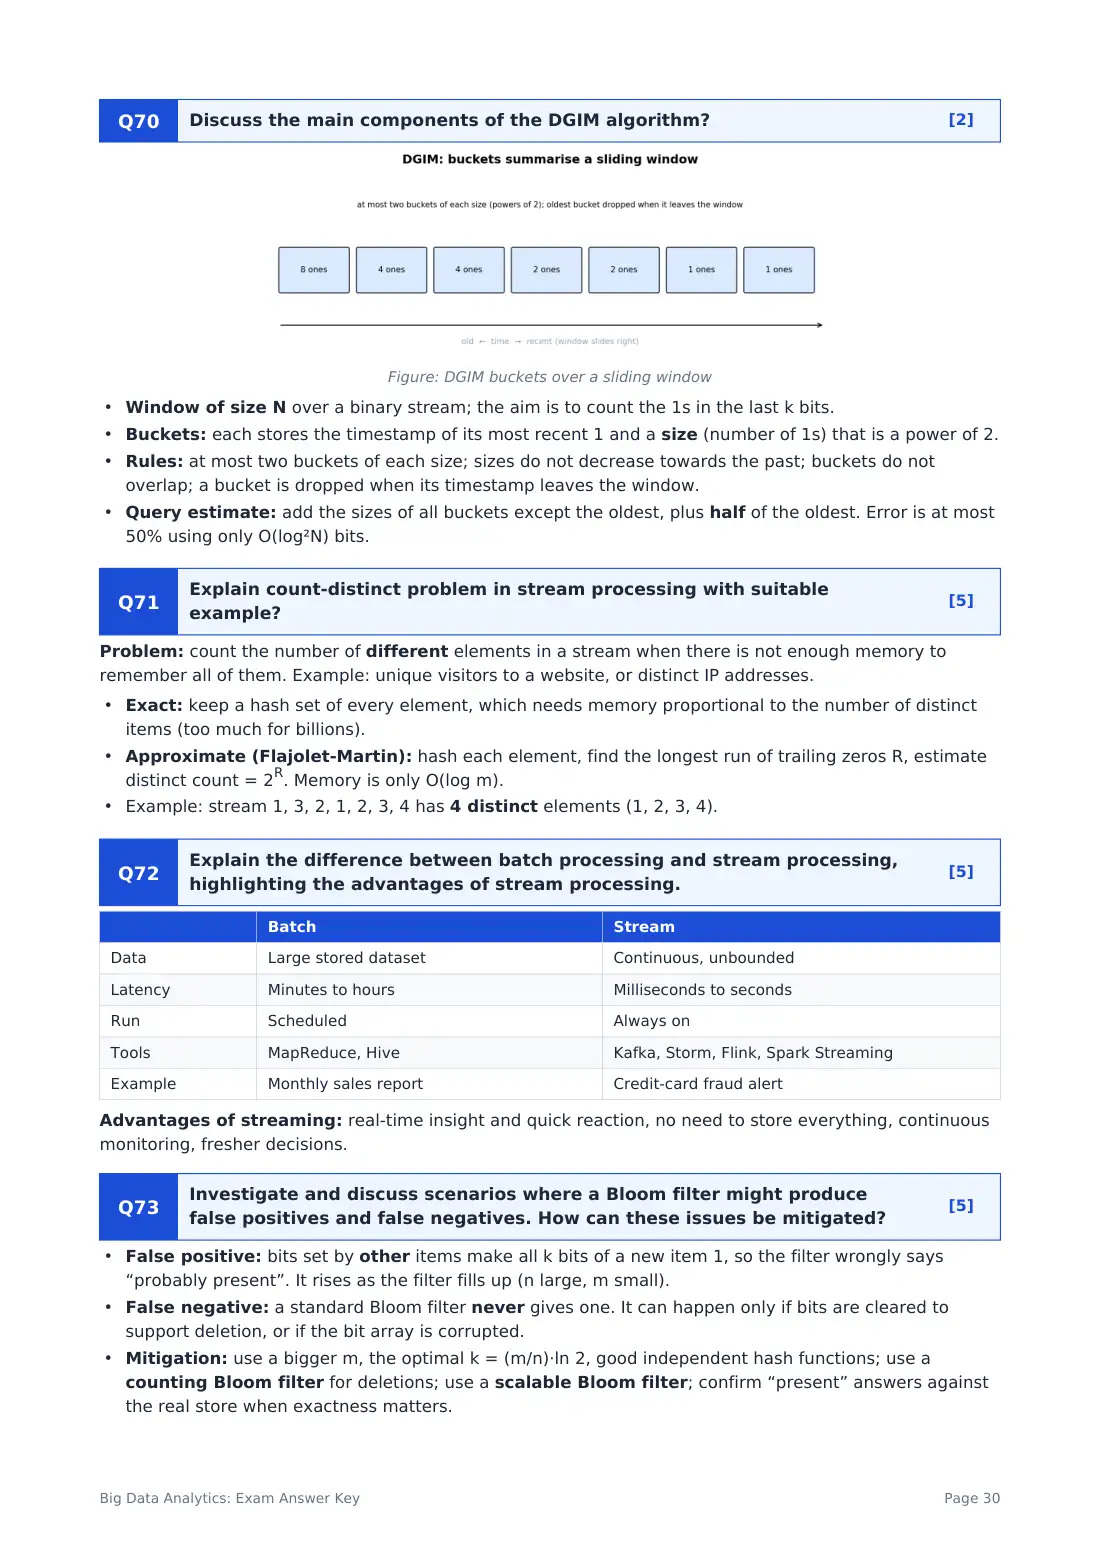 Q70 Discuss the main components of the DGIM algorithm? [2]
DGIM: buckets summarise a sliding window
at most two buckets of each size (powers of 2); oldest bucket dropped when it leaves the window
8 ones 4 ones 4 ones 2 ones 2 ones 1 ones 1 ones
old ← time → recent (window slides right)
Figure: DGIM buckets over a sliding window
• Window of size N over a binary stream; the aim is to count the 1s in the last k bits.
• Buckets: each stores the timestamp of its most recent 1 and a size (number of 1s) that is a power of 2.
• Rules: at most two buckets of each size; sizes do not decrease towards the past; buckets do not
overlap; a bucket is dropped when its timestamp leaves the window.
• Query estimate: add the sizes of all buckets except the oldest, plus half of the oldest. Error is at most
50% using only O(log²N) bits.
Q71 Explain count-distinct problem in stream processing with suitable
example? [5]
Problem: count the number of different elements in a stream when there is not enough memory to
remember all of them. Example: unique visitors to a website, or distinct IP addresses.
• Exact: keep a hash set of every element, which needs memory proportional to the number of distinct
items (too much for billions).
• Approximate (Flajolet-Martin): hash each element, find the longest run of trailing zeros R, estimate
distinct count = 2^R. Memory is only O(log m).
• Example: stream 1, 3, 2, 1, 2, 3, 4 has 4 distinct elements (1, 2, 3, 4).
Q72 Explain the difference between batch processing and stream processing,
highlighting the advantages of stream processing. [5]
Batch Stream
Data Large stored dataset Continuous, unbounded
Latency Minutes to hours Milliseconds to seconds
Run Scheduled Always on
Tools MapReduce, Hive Kafka, Storm, Flink, Spark Streaming
Example Monthly sales report Credit-card fraud alert
Advantages of streaming: real-time insight and quick reaction, no need to store everything, continuous
monitoring, fresher decisions.
Q73 Investigate and discuss scenarios where a Bloom filter might produce
false positives and false negatives. How can these issues be mitigated? [5]
• False positive: bits set by other items make all k bits of a new item 1, so the filter wrongly says
“probably present”. It rises as the filter fills up (n large, m small).
• False negative: a standard Bloom filter never gives one. It can happen only if bits are cleared to
support deletion, or if the bit array is corrupted.
• Mitigation: use a bigger m, the optimal k = (m/n)·ln 2, good independent hash functions; use a
counting Bloom filter for deletions; use a scalable Bloom filter; confirm “present” answers against
the real store when exactness matters.
Big Data Analytics: Exam Answer Key Page 30